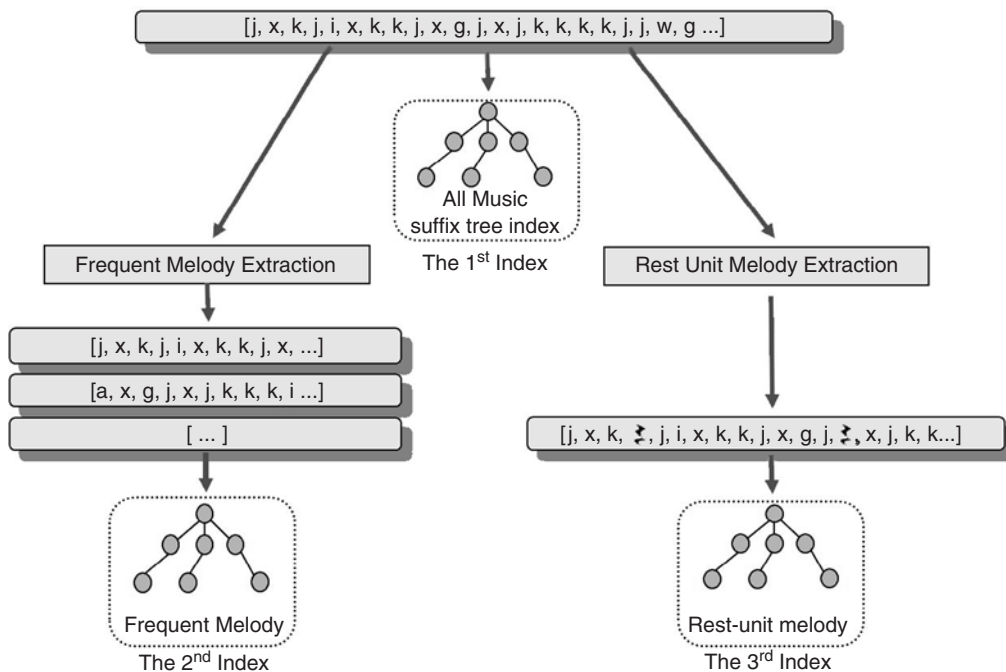 [j, x, k, j, i, x, k, k, j, x, g, j, x, j, k, k, k, k, j, j, w, g ...]
All Music
suffix tree index
The 1st Index
Frequent Melody Extraction
Rest Unit Melody Extraction
[j, x, k, j, i, x, k, k, j, x, ...]
[a, x, g, j, x, j, k, k, k, i ...]
[ ... ]
[j, x, k, 𝄽, j, i, x, k, k, j, x, g, j, 𝄽, x, j, k, k...]
Frequent Melody
The 2nd Index
Rest-unit melody
The 3rd Index